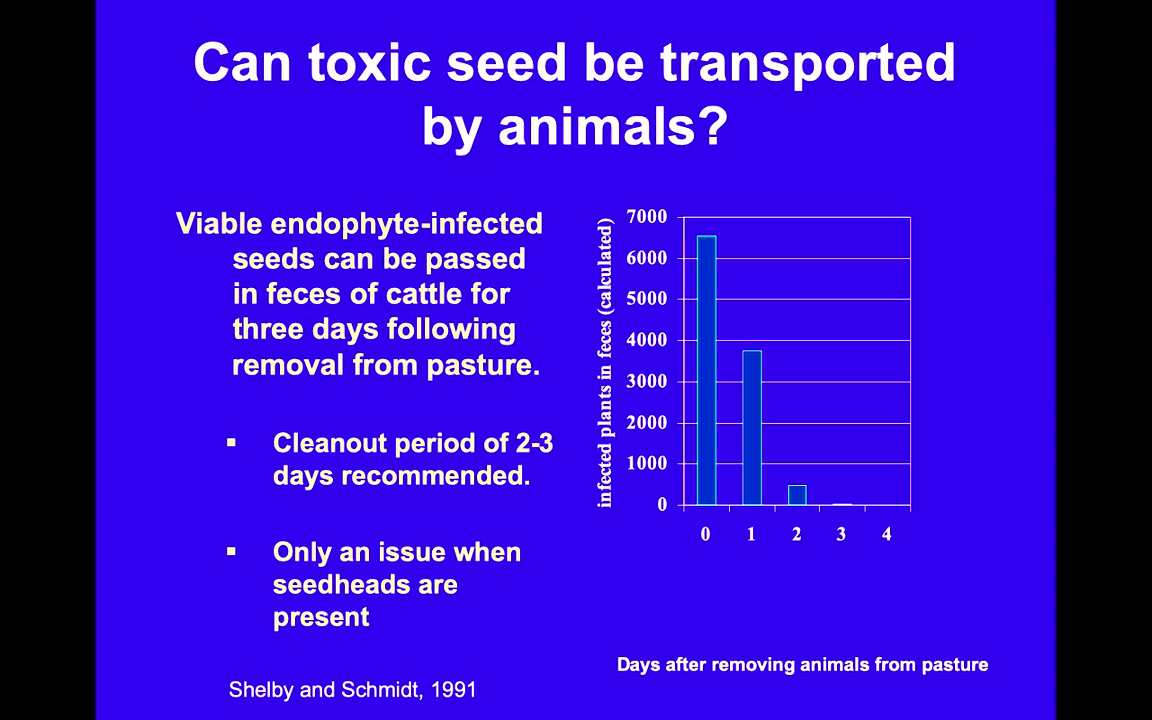 Can toxic seed be transported
by animals?
Viable endophyte-infected
seeds can be passed
in feces of cattle for
three days following
removal from pasture.
▪ Cleanout period of 2-3
days recommended.
▪ Only an issue when
seedheads are
present
Shelby and Schmidt, 1991
infected plants in feces (calculated)
7000
6000
5000
4000
3000
2000
1000
0
0 1 2 3 4
Days after removing animals from pasture